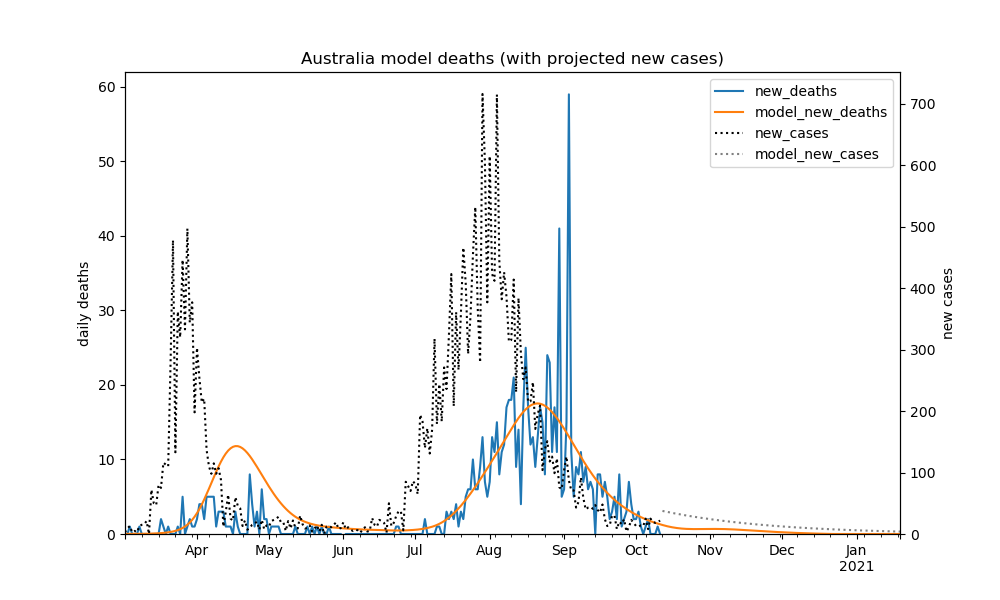 Australia model deaths (with projected new cases)
new_deaths
model_new_deaths
new_cases
model_new_cases
daily deaths
new cases
60
50
40
30
20
10
0
700
600
500
400
300
200
100
0
Apr May Jun Jul Aug Sep Oct Nov Dec Jan
2021